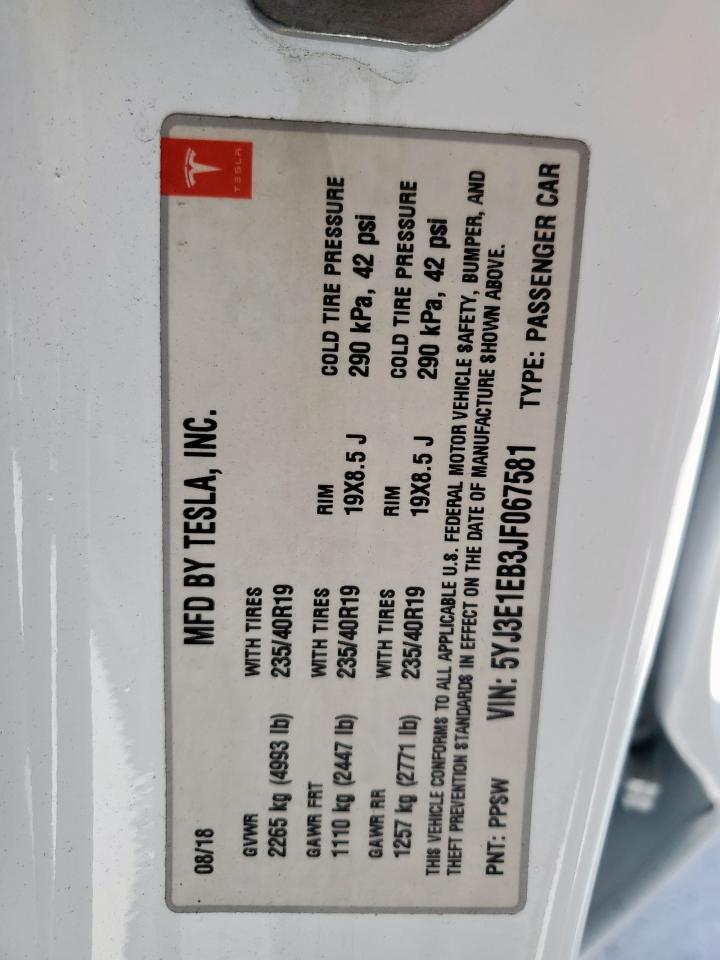 TESLA
MFD BY TESLA, INC.
08/18
GVWR WITH TIRES
2265 kg (4993 lb) 235/40R19
GAWR FRT WITH TIRES RIM COLD TIRE PRESSURE
1110 kg (2447 lb) 235/40R19 19X8.5 J 290 kPa, 42 psi
GAWR RR WITH TIRES RIM COLD TIRE PRESSURE
1257 kg (2771 lb) 235/40R19 19X8.5 J 290 kPa, 42 psi
THIS VEHICLE CONFORMS TO ALL APPLICABLE U.S. FEDERAL MOTOR VEHICLE SAFETY, BUMPER, AND
THEFT PREVENTION STANDARDS IN EFFECT ON THE DATE OF MANUFACTURE SHOWN ABOVE.
PNT: PPSW VIN: 5YJ3E1EB3JF067581 TYPE: PASSENGER CAR